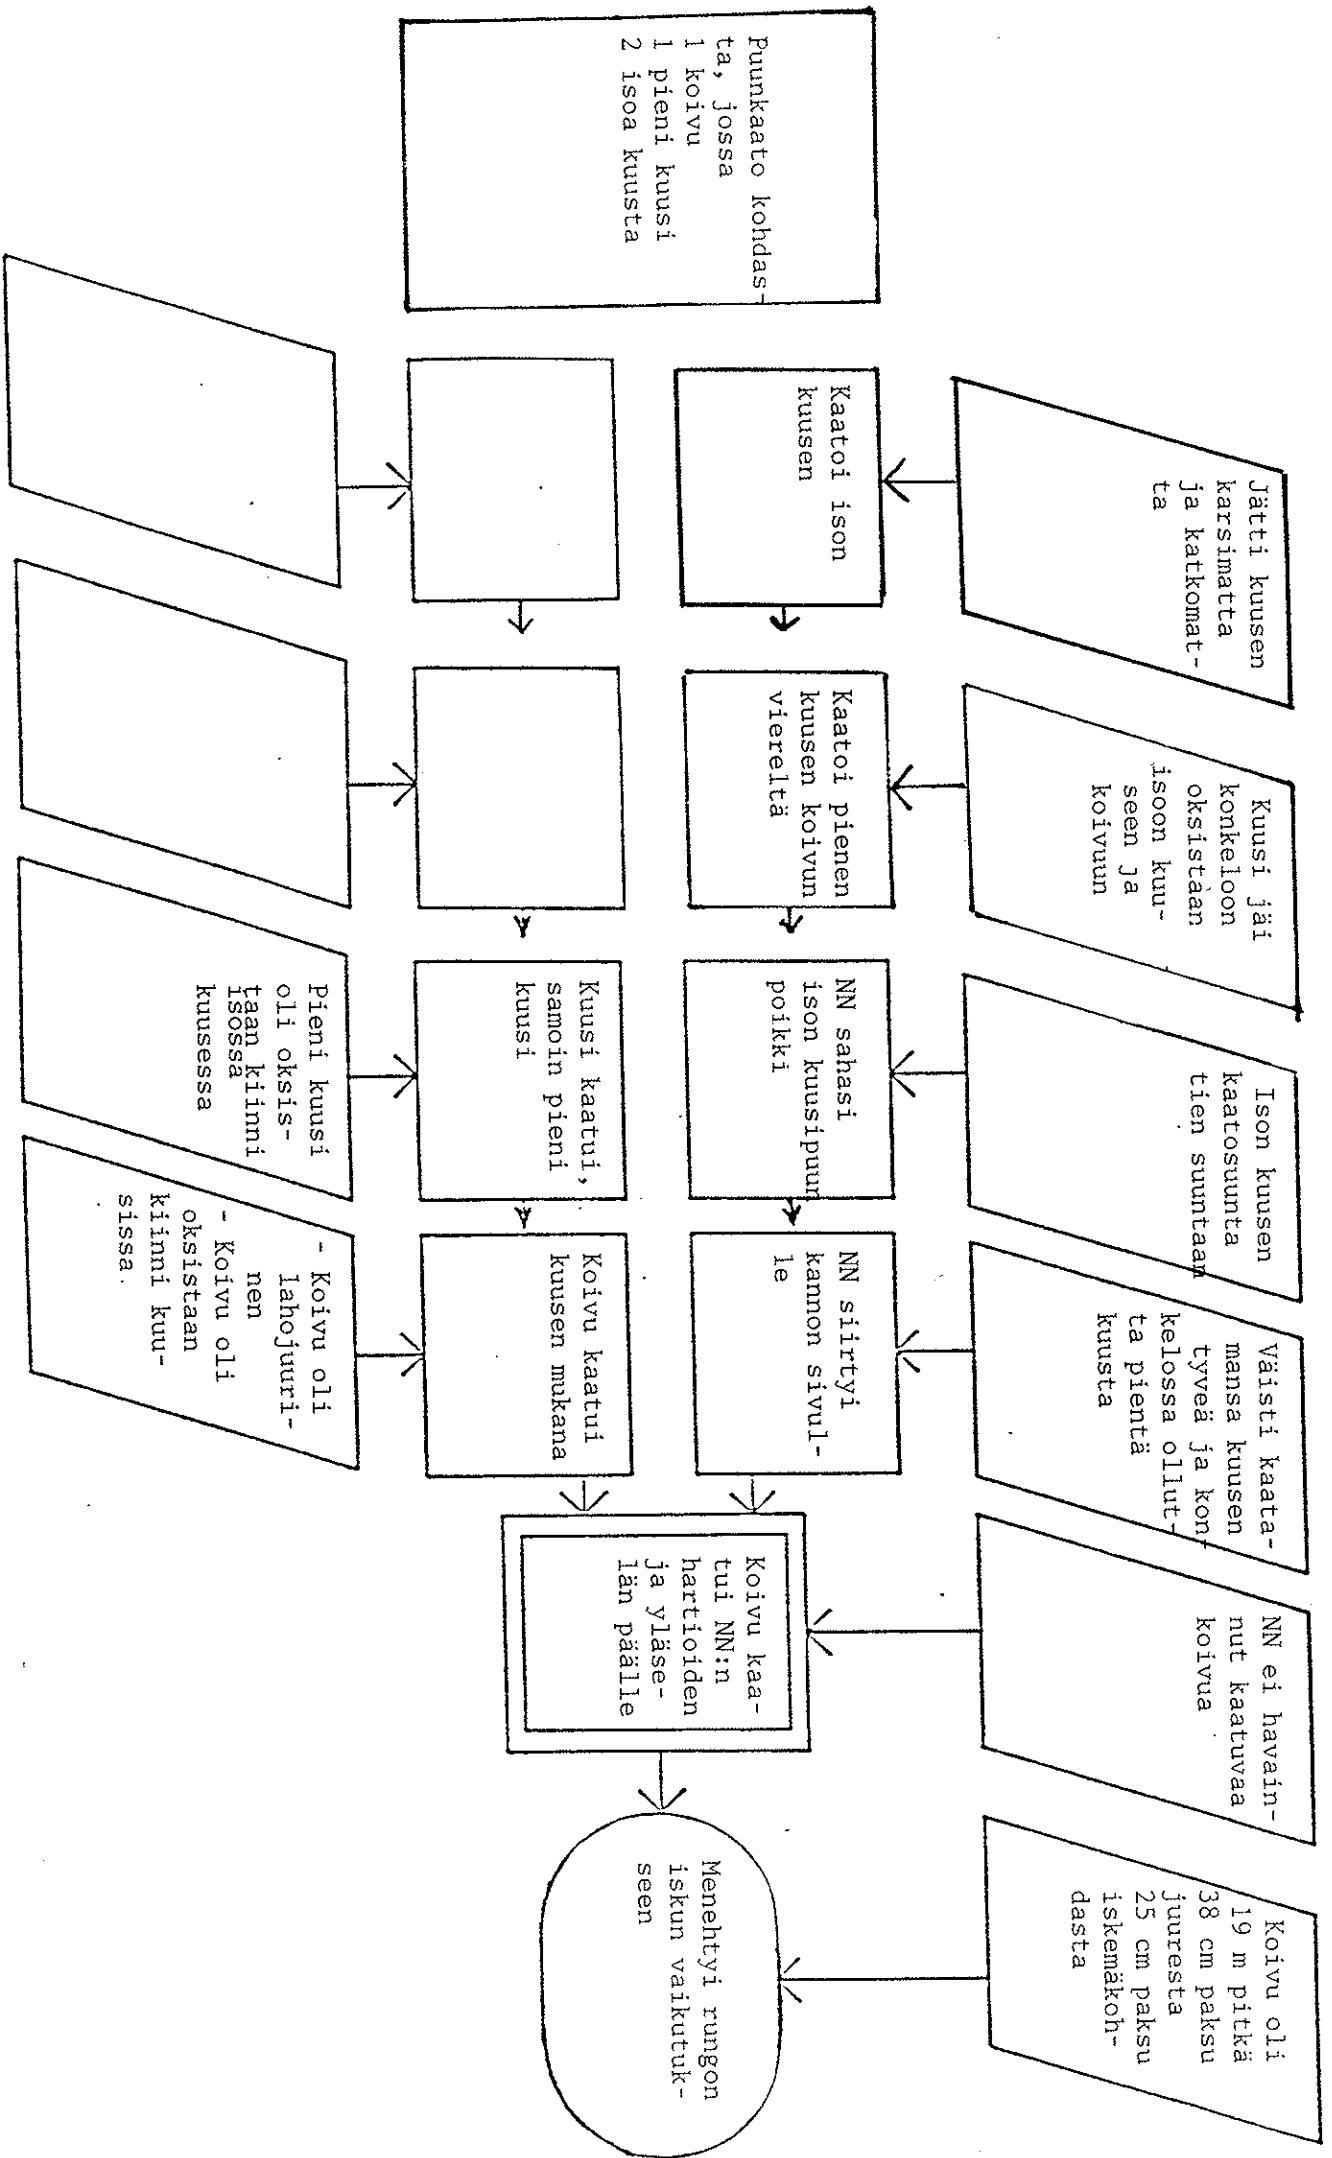 Puunkaato kohdas-
ta, jossa
1 koivu
1 pieni kuusi
2 isoa kuusta
Jätti kuusen
karsimatta
ja katkomat-
ta
Kuusi jäi
konkeloon
oksistaan
isoon kuu-
seen ja
koivuun
Ison kuusen
kaatosuunta
tien suuntaan
Väisti kaata-
mansa kuusen
tyveä ja kon-
kelossa ollut-
ta pientä
kuusta
NN ei havain-
nut kaatuvaa
koivua
Koivu oli
19 m pitkä
38 cm paksu
juuresta
25 cm paksu
iskemäkoh-
dasta
Kaatoi ison
kuusen
Kaatoi pienen
kuusen koivun
viereltä
NN sahasi
ison kuusipuun
poikki
NN siirtyi
kannon sivul-
le
Kuusi kaatui,
samoin pieni
kuusi
Koivu kaatui
kuusen mukana
Koivu kaa-
tui NN:n
hartioiden
ja yläse-
län päälle
Menehtyi rungon
iskun vaikutuk-
seen
Pieni kuusi
oli oksis-
taan kiinni
isossa
kuusessa
- Koivu oli
lahojuuri-
nen
- Koivu oli
oksistaan
kiinni kuu-
sissa.